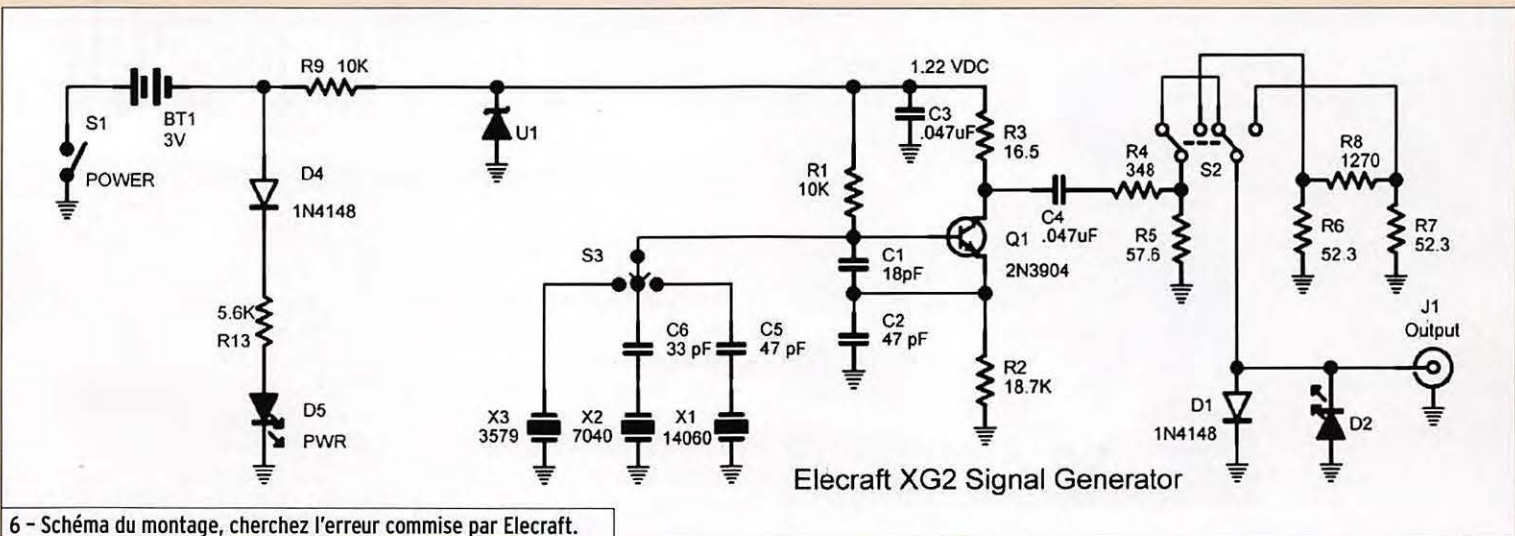 R9 10K
1.22 VDC
S1
BT1
3V
POWER
U1
C3
.047uF
R3
16.5
D4
1N4148
R1
10K
R4
348
S2
R8
1270
C4
.047uF
R5
57.6
R6
52.3
R7
52.3
Q1
2N3904
S3
C1
18pF
5.6K
R13
C6
33 pF
C5
47 pF
C2
47 pF
R2
18.7K
J1
Output
D5
PWR
X3
3579
X2
7040
X1
14060
D1
1N4148
D2
Elecraft XG2 Signal Generator
6 – Schéma du montage, cherchez l'erreur commise par Elecraft.